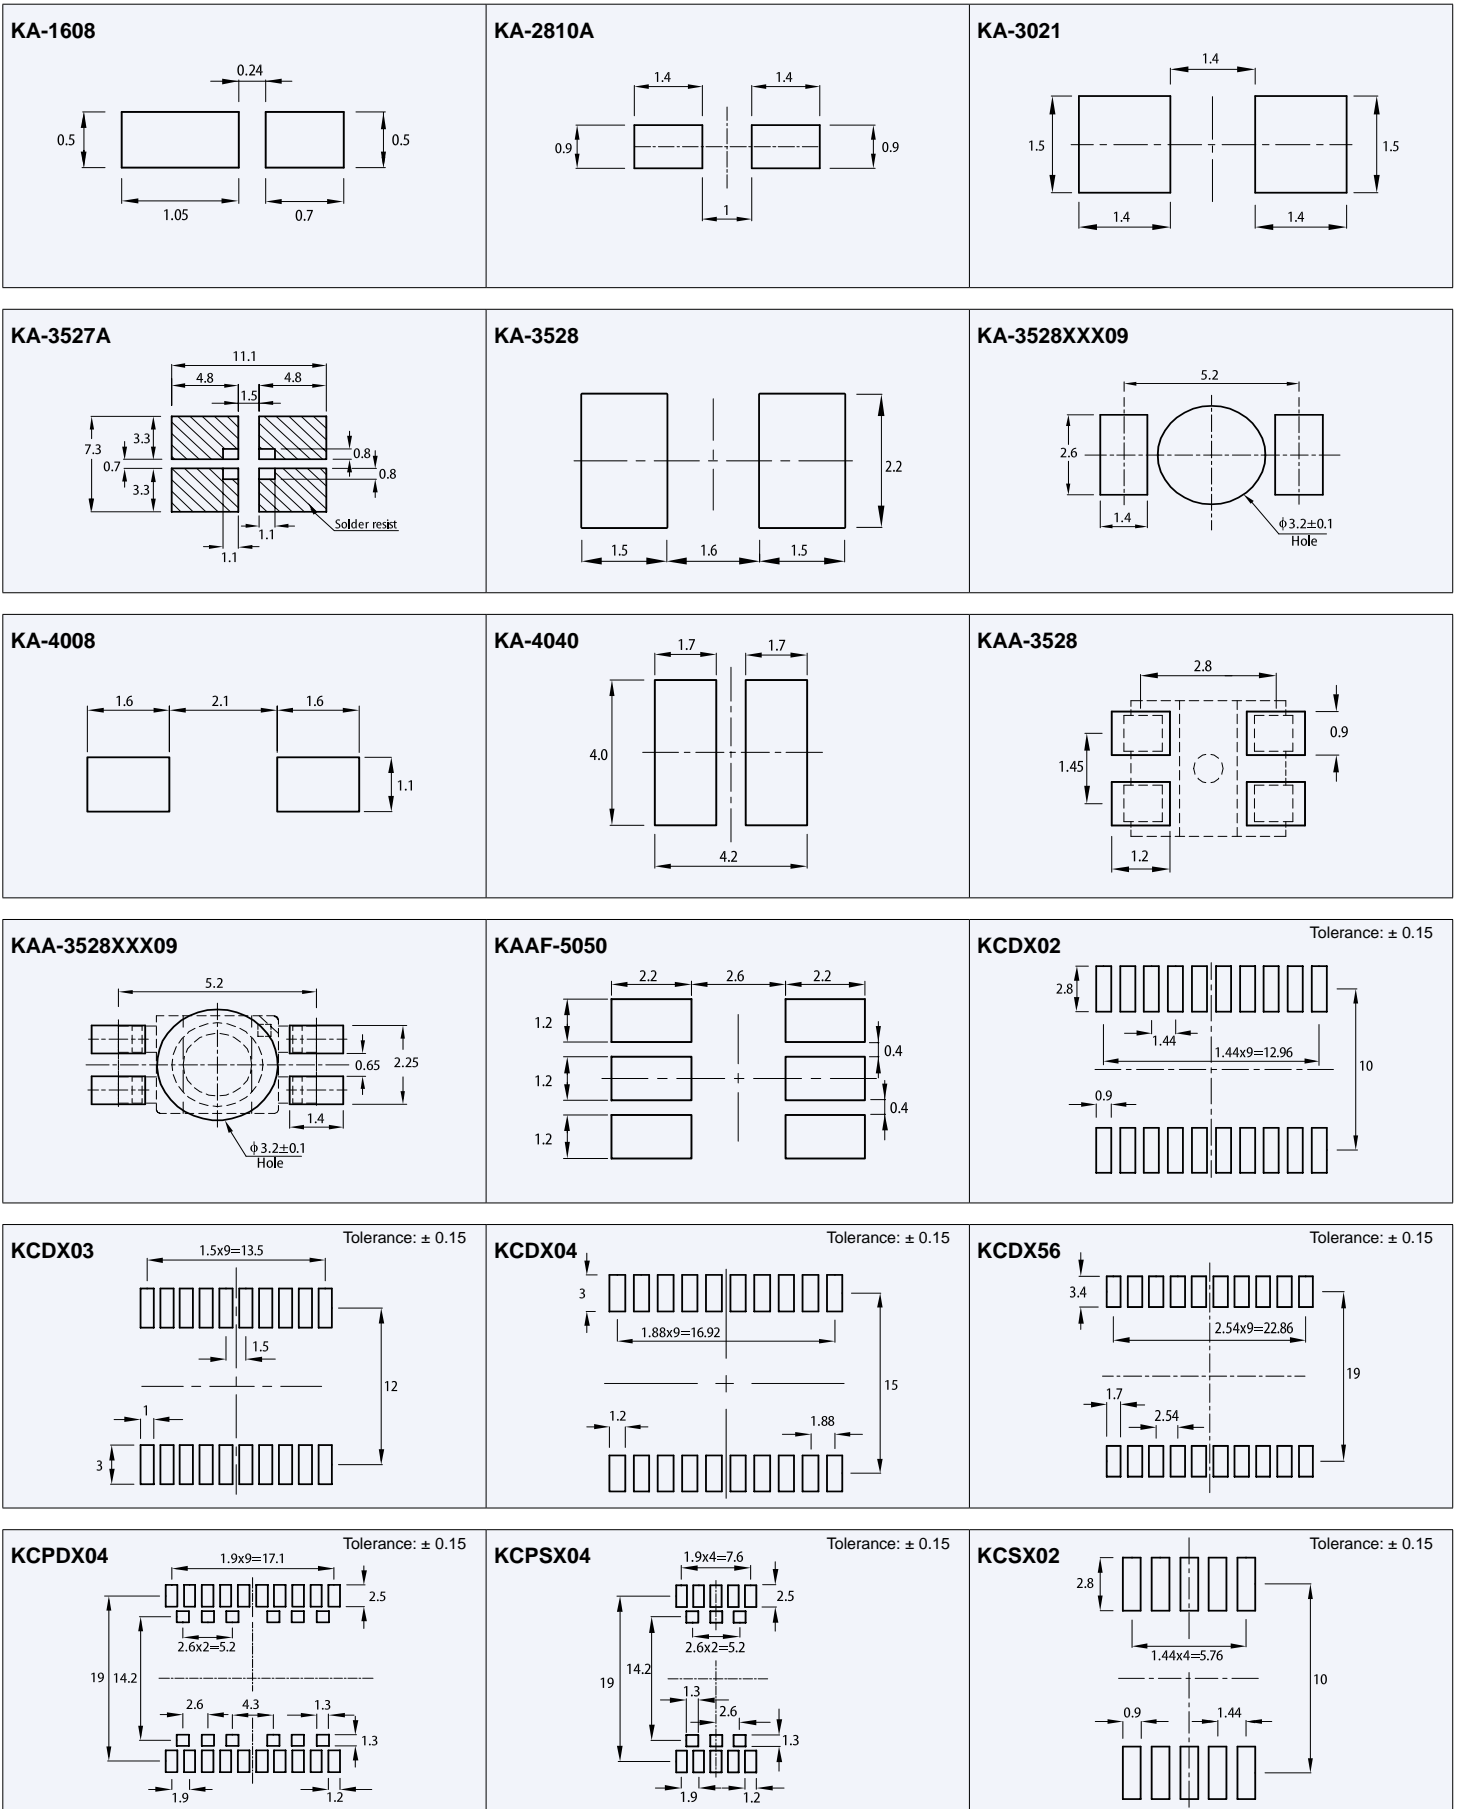 KA-1608
0.24
0.5
0.5
1.05
0.7
KA-2810A
1.4
1.4
0.9
0.9
1
KA-3021
1.4
1.5
1.5
1.4
1.4
KA-3527A
11.1
4.8
4.8
1.5
3.3
7.3
0.7
0.8
0.8
3.3
Solder resist
1.1
1.1
KA-3528
2.2
1.5
1.6
1.5
KA-3528XXX09
5.2
2.6
1.4
ϕ3.2±0.1
Hole
KA-4008
1.6
2.1
1.6
1.1
KA-4040
1.7
1.7
4.0
4.2
KAA-3528
2.8
0.9
1.45
1.2
KAA-3528XXX09
5.2
0.65
2.25
1.4
ϕ3.2±0.1
Hole
KAAF-5050
2.2
2.6
2.2
1.2
0.4
1.2
0.4
1.2
KCDX02
Tolerance: ± 0.15
2.8
1.44
1.44x9=12.96
10
0.9
KCDX03
Tolerance: ± 0.15
1.5x9=13.5
1.5
12
1
3
KCDX04
Tolerance: ± 0.15
3
1.88x9=16.92
15
1.2
1.88
KCDX56
Tolerance: ± 0.15
3.4
2.54x9=22.86
19
1.7
2.54
KCPDX04
Tolerance: ± 0.15
1.9x9=17.1
2.5
2.6x2=5.2
19
14.2
2.6
4.3
1.3
1.3
1.9
1.2
KCPSX04
Tolerance: ± 0.15
1.9x4=7.6
2.5
2.6x2=5.2
14.2
19
1.3
2.6
1.3
1.9
1.2
KCSX02
Tolerance: ± 0.15
2.8
1.44x4=5.76
10
0.9
1.44